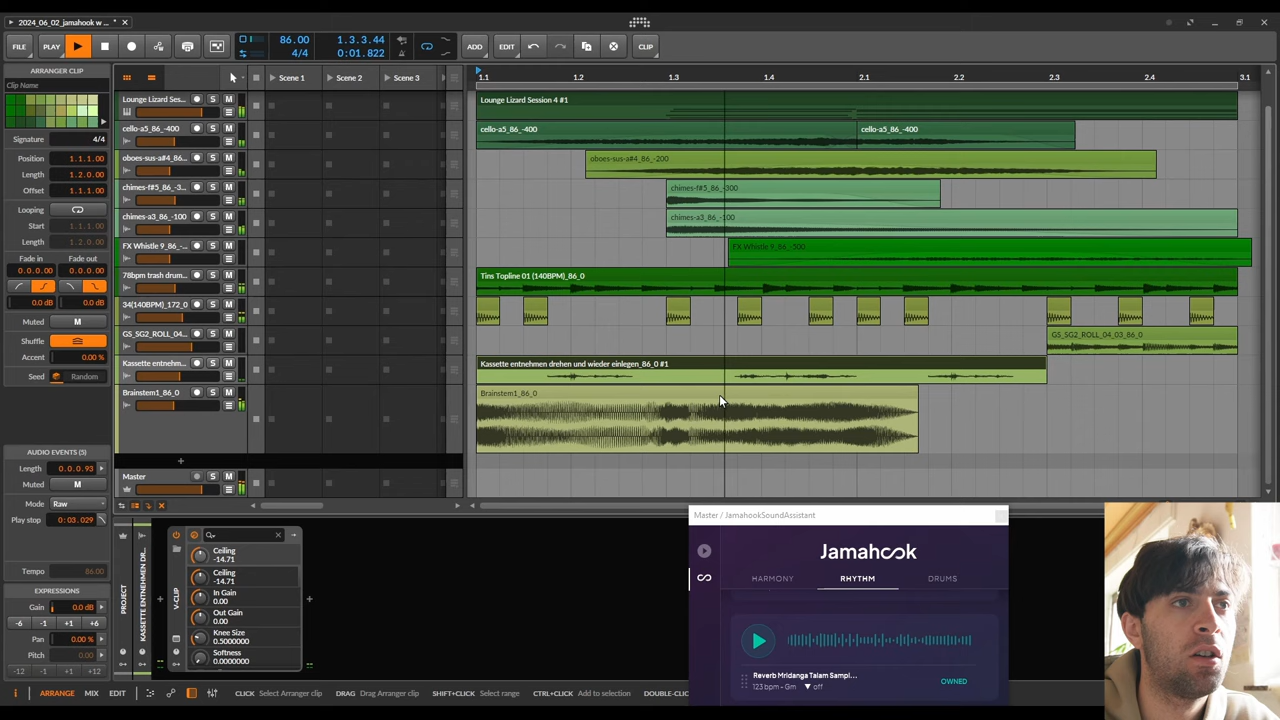 2024_06_02_jamahook w ... *
FILE PLAY 86.00 4/4 1.3.3.44 0:01.822 ADD EDIT CLIP
ARRANGER CLIP
Clip Name
Signature 4/4
Position 1.1.1.00
Length 1.2.0.00
Offset 1.1.1.00
Looping
Start 1.1.1.00
Length 1.2.0.00
Fade in Fade out
0.0.0.00 0.0.0.00
0.0 dB 0.0 dB
Muted M
Shuffle
Accent 0.00 %
Seed Random
AUDIO EVENTS (5)
Length 0.0.0.93
Muted M
Mode Raw
Play stop 0:03.029
Tempo 86.00
EXPRESSIONS
Gain 0.0 dB
-6 -1 +1 +6
Pan 0.00 %
Pitch 0.00
-12 -1 +1 +12
Scene 1 Scene 2 Scene 3
1.1 1.2 1.3 1.4 2.1 2.2 2.3 2.4 3.1
Lounge Lizard Ses... S M
Lounge Lizard Session 4 #1
cello-a5_86_-400 S M
cello-a5_86_-400 cello-a5_86_-400
oboes-sus-a#4_86... S M
oboes-sus-a#4_86_-200
chimes-f#5_86_-3... S M
chimes-f#5_86_-300
chimes-a3_86_-100 S M
chimes-a3_86_-100
FX Whistle 9_86_-... S M
FX Whistle 9_86_-500
78bpm trash drum... S M
Tins Topline 01 (140BPM)_86_0
34(140BPM)_172_0 S M
GS_SG2_ROLL_04... S M
GS_SG2_ROLL_04_03_86_0
Kassette entnehm... S M
Kassette entnehmen drehen und wieder einlegen_86_0 #1
Brainstem1_86_0 S M
Brainstem1_86_0
Master S M
PROJECT
KASSETTE ENTNEHMEN DR...
V-CLIP
Ceiling
-14.71
Ceiling
-14.71
In Gain
0.00
Out Gain
0.00
Knee Size
0.5000000
Softness
0.0000000
Master / JamahookSoundAssistant
Jamahook
HARMONY RHYTHM DRUMS
Reverb Mridanga Talam Sampl...
123 bpm - Gm off
OWNED
ARRANGE MIX EDIT
CLICK Select Arranger clip DRAG Drag Arranger clip SHIFT+CLICK Select range CTRL+CLICK Add to selection DOUBLE-CLIC